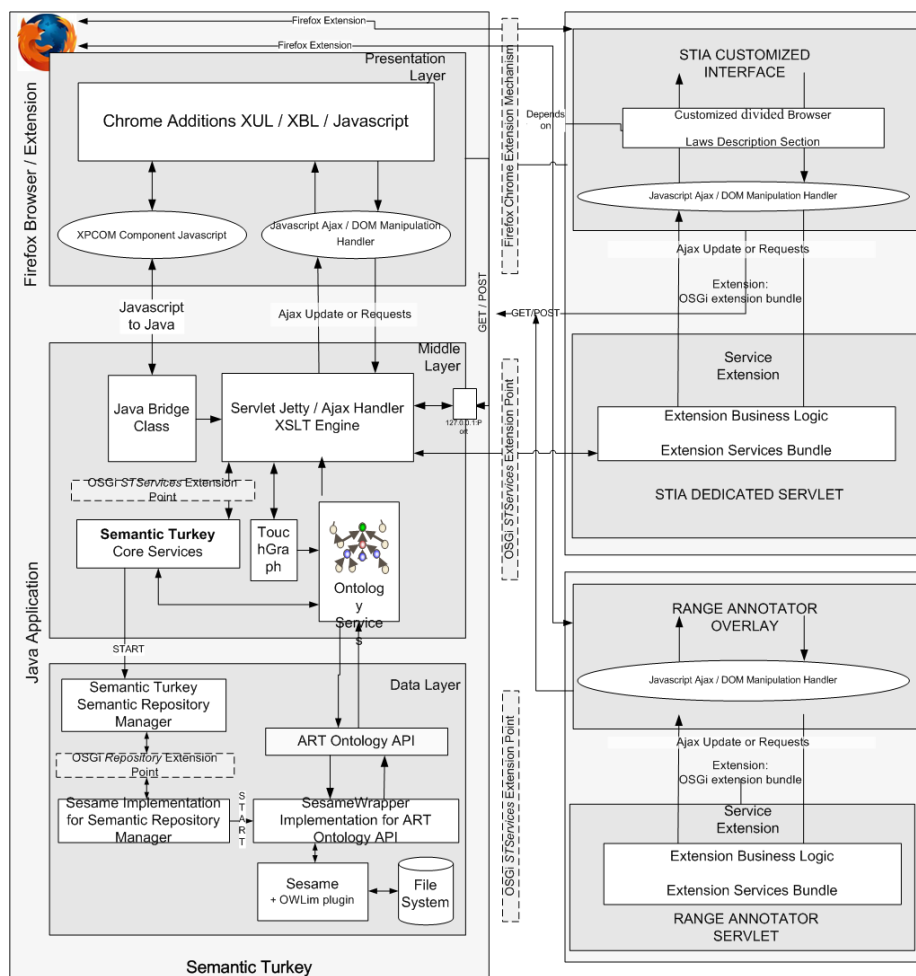 Firefox Extension
Firefox Extension
Firefox Browser / Extension
Presentation
Layer
Chrome Additions XUL / XBL / Javascript
XPCOM Component Javascript
Javascript Ajax / DOM Manipulation
Handler
Javascript
to Java
Ajax Update or Requests
GET / POST
Java Application
Middle
Layer
Java Bridge
Class
Servlet Jetty / Ajax Handler
XSLT Engine
127.0.0.1:P
ort
OSGi STServices Extension
Point
Semantic Turkey
Core Services
Touc
hGra
ph
Ontolog
y
Service
s
START
Data Layer
Semantic Turkey
Semantic Repository
Manager
OSGi Repository Extension
Point
ART Ontology API
Sesame Implementation
for Semantic Repository
Manager
S
T
A
R
T
SesameWrapper
Implementation for ART
Ontology API
Sesame
+ OWLim plugin
File
System
Semantic Turkey
Firefox Chrome Extension Mechanism
OSGi STServices Extension Point
OSGi STServices Extension Point
STIA CUSTOMIZED
INTERFACE
Depends
on
Customized divided Browser
Laws Description Section
Javascript Ajax / DOM Manipulation Handler
Ajax Update or Requests
Extension:
OSGi extension bundle
GET/POST
Service
Extension
Extension Business Logic
Extension Services Bundle
STIA DEDICATED SERVLET
RANGE ANNOTATOR
OVERLAY
Javascript Ajax / DOM Manipulation Handler
Ajax Update or Requests
Extension:
OSGi extension bundle
Service
Extension
Extension Business Logic
Extension Services Bundle
RANGE ANNOTATOR
SERVLET